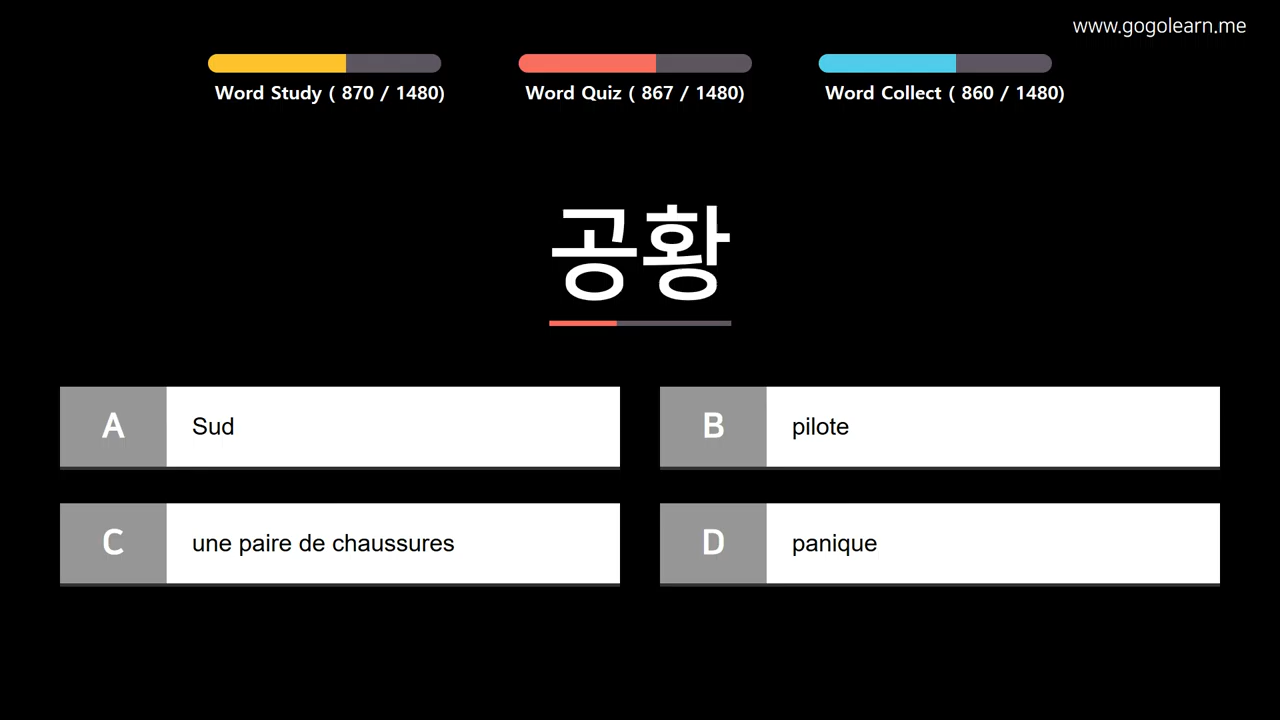 www.gogolearn.me
Word Study ( 870 / 1480)
Word Quiz ( 867 / 1480)
Word Collect ( 860 / 1480)
공황
A
Sud
B
pilote
C
une paire de chaussures
D
panique